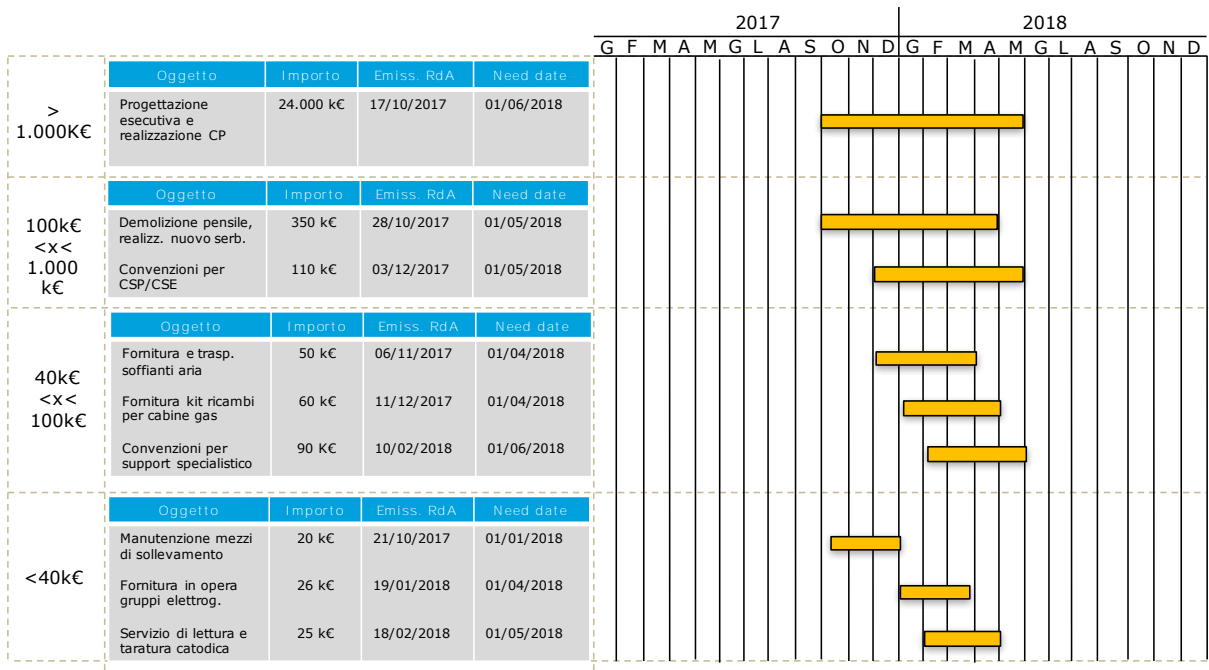 2017 2018
G F M A M G L A S O N D G F M A M G L A S O N D
>
1.000K€
Oggetto Importo Emiss. RdA Need date
Progettazione
esecutiva e
realizzazione CP
24.000 k€ 17/10/2017 01/06/2018
100k€
<x<
1.000
k€
Oggetto Importo Emiss. RdA Need date
Demolizione pensile,
realizz. nuovo serb.
350 k€ 28/10/2017 01/05/2018
Convenzioni per
CSP/CSE
110 k€ 03/12/2017 01/05/2018
40k€
<x<
100k€
Oggetto Importo Emiss. RdA Need date
Fornitura e trasp.
soffianti aria
50 k€ 06/11/2017 01/04/2018
Fornitura kit ricambi
per cabine gas
60 k€ 11/12/2017 01/04/2018
Convenzioni per
support specialistico
90 K€ 10/02/2018 01/06/2018
<40k€
Oggetto Importo Emiss. RdA Need date
Manutenzione mezzi
di sollevamento
20 k€ 21/10/2017 01/01/2018
Fornitura in opera
gruppi elettrog.
26 k€ 19/01/2018 01/04/2018
Servizio di lettura e
taratura catodica
25 k€ 18/02/2018 01/05/2018